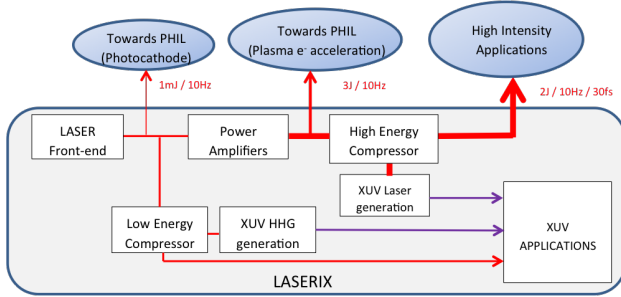 Towards PHIL
(Photocathode)
Towards PHIL
(Plasma e- acceleration)
High Intensity
Applications
1mJ / 10Hz
3J / 10Hz
2J / 10Hz / 30fs
LASER
Front-end
Power
Amplifiers
High Energy
Compressor
XUV Laser
generation
Low Energy
Compressor
XUV HHG
generation
XUV
APPLICATIONS
LASERIX